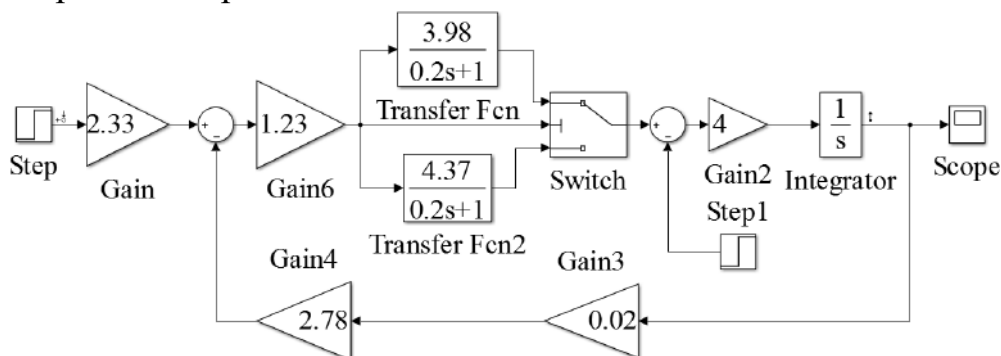 3.98
0.2s+1
Transfer Fcn
2.33
+
-
1.23
+
-
4
1
s
Step
Gain
Gain6
Switch
Gain2
Integrator
Scope
4.37
0.2s+1
Transfer Fcn2
Step1
Gain4
Gain3
2.78
0.02